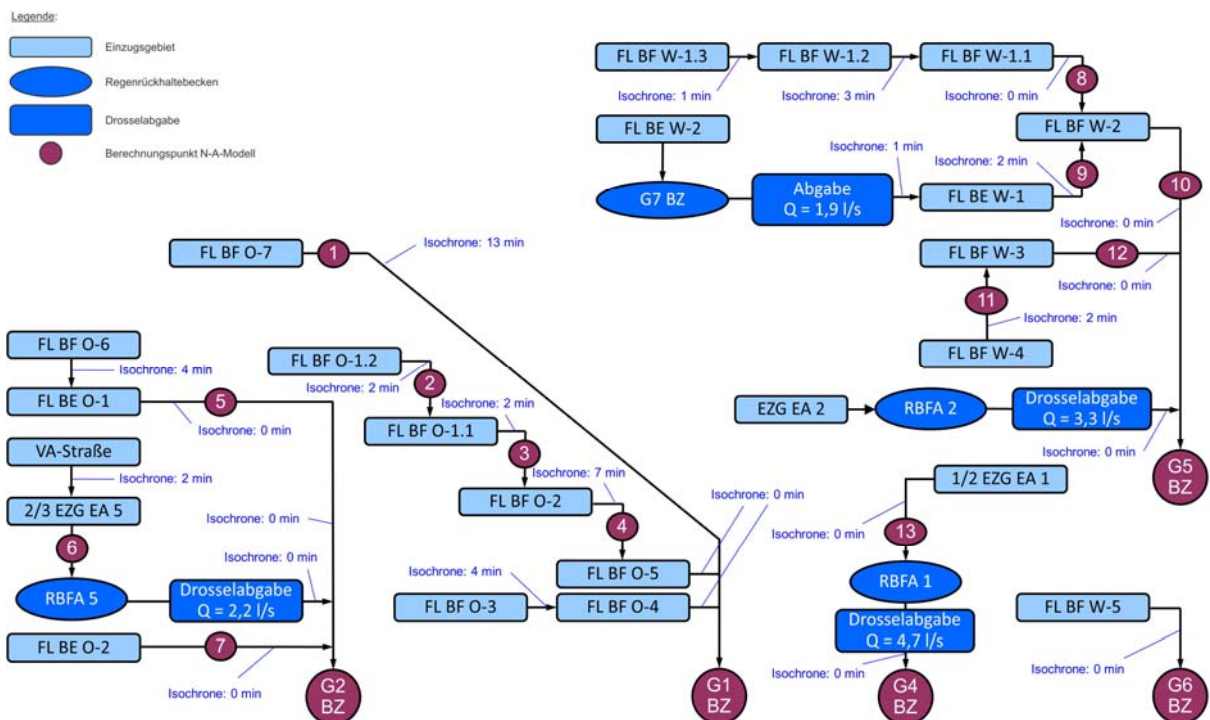 Legende:
Einzugsgebiet
Regenrückhaltebecken
Drosselabgabe
Berechnungspunkt N-A-Modell
FL BF W-1.3
FL BF W-1.2
FL BF W-1.1
Isochrone: 1 min
Isochrone: 3 min
Isochrone: 0 min
8
FL BE W-2
FL BF W-2
Isochrone: 1 min
Isochrone: 2 min
9
10
G7 BZ
Abgabe
Q = 1,9 l/s
FL BE W-1
Isochrone: 0 min
FL BF O-7
1
Isochrone: 13 min
FL BF W-3
12
Isochrone: 0 min
11
Isochrone: 2 min
FL BF W-4
FL BF O-6
Isochrone: 4 min
FL BE O-1
5
Isochrone: 0 min
FL BF O-1.2
Isochrone: 2 min
2
Isochrone: 2 min
FL BF O-1.1
3
Isochrone: 7 min
FL BF O-2
4
FL BF O-5
Isochrone: 0 min
Isochrone: 4 min
FL BF O-3
FL BF O-4
EZG EA 2
RBFA 2
Drosselabgabe
Q = 3,3 l/s
Isochrone: 0 min
G5
BZ
VA-Straße
Isochrone: 2 min
2/3 EZG EA 5
Isochrone: 0 min
6
Isochrone: 0 min
RBFA 5
Drosselabgabe
Q = 2,2 l/s
FL BE O-2
7
Isochrone: 0 min
G2
BZ
G1
BZ
1/2 EZG EA 1
Isochrone: 0 min
13
RBFA 1
Drosselabgabe
Q = 4,7 l/s
Isochrone: 0 min
G4
BZ
FL BF W-5
Isochrone: 0 min
G6
BZ